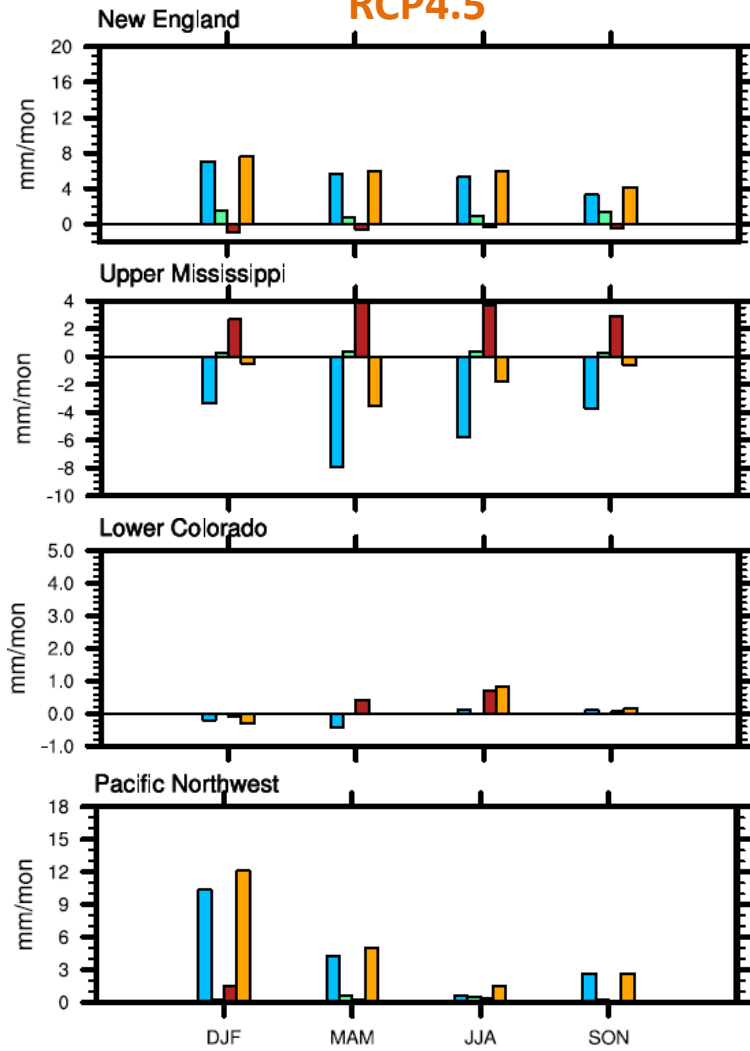 RCP4.5
New England
20
16
12
8
4
0
mm/mon
Upper Mississippi
4
2
0
-2
-4
-6
-8
-10
mm/mon
Lower Colorado
5.0
4.0
3.0
2.0
1.0
0.0
-1.0
mm/mon
Pacific Northwest
18
15
12
9
6
3
0
mm/mon
DJF MAM JJA SON